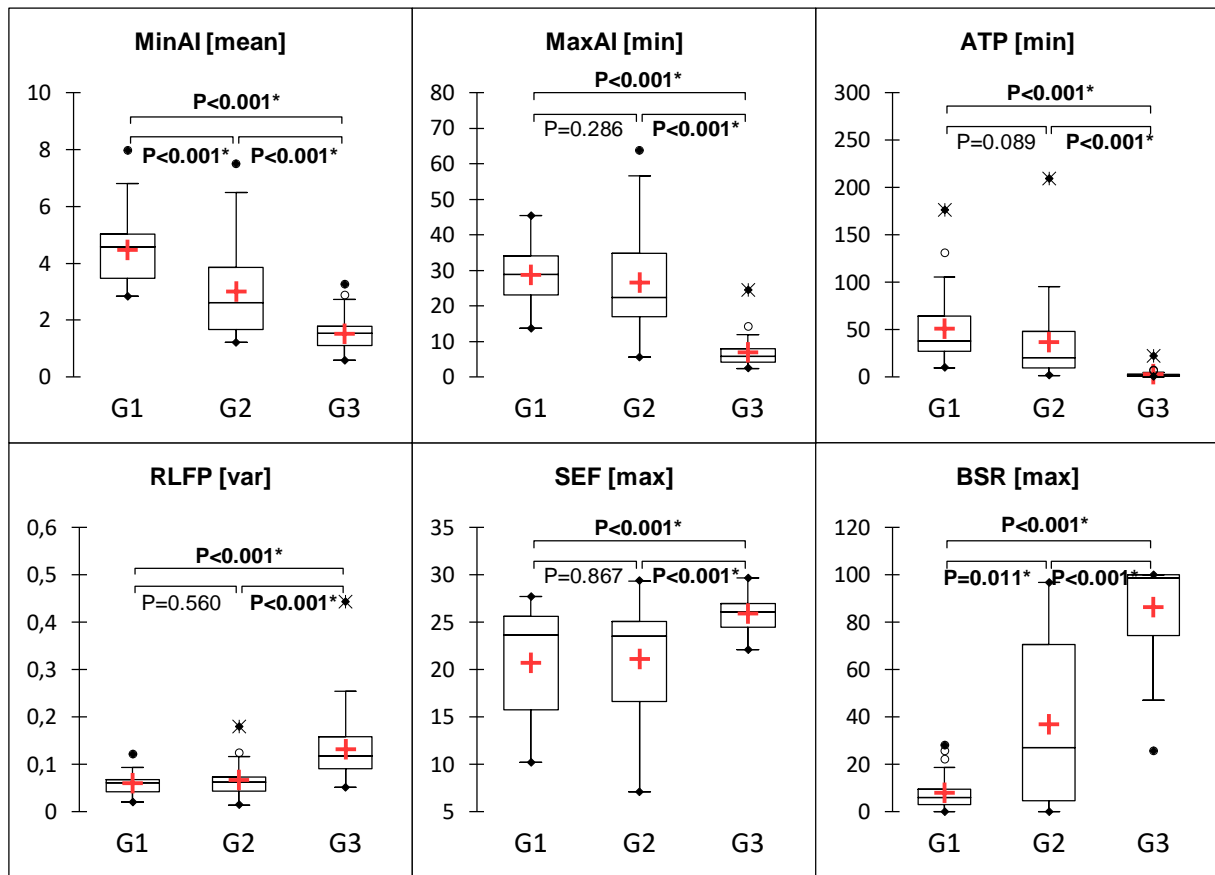 MinAI [mean]
P<0.001*
P<0.001* P<0.001*
10
8
6
4
2
0
G1 G2 G3
MaxAI [min]
P<0.001*
P=0.286 P<0.001*
80
70
60
50
40
30
20
10
0
G1 G2 G3
ATP [min]
P<0.001*
P=0.089 P<0.001*
300
250
200
150
100
50
0
G1 G2 G3
RLFP [var]
P<0.001*
P=0.560 P<0.001*
0,6
0,5
0,4
0,3
0,2
0,1
0
G1 G2 G3
SEF [max]
P<0.001*
P=0.867 P<0.001*
35
30
25
20
15
10
5
G1 G2 G3
BSR [max]
P<0.001*
P=0.011* P<0.001*
120
100
80
60
40
20
0
G1 G2 G3